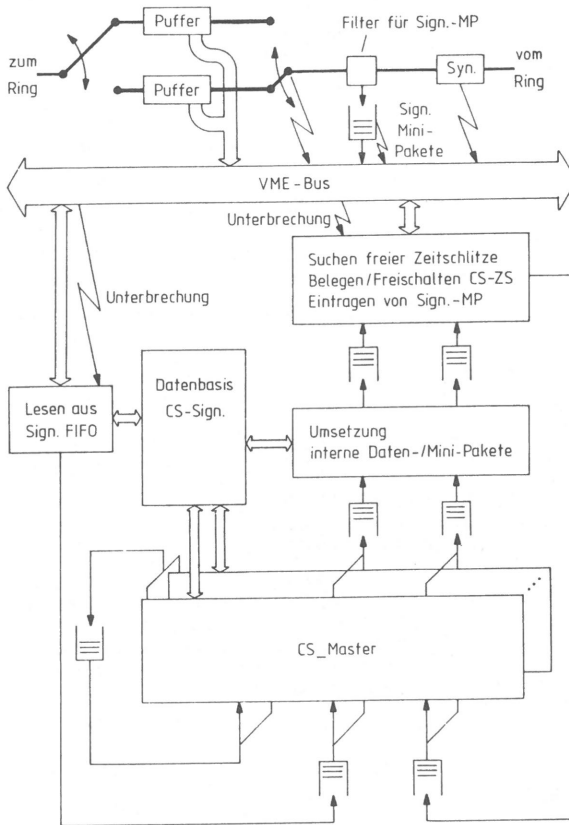 Puffer
Filter für Sign.-MP
zum
Ring
vom
Ring
Puffer
Syn.
Sign.
Mini-
Pakete
VME-Bus
Unterbrechung
Suchen freier Zeitschlitze
Belegen/Freischalten CS-ZS
Eintragen von Sign.-MP
Unterbrechung
Datenbasis
CS-Sign.
Lesen aus
Sign. FIFO
Umsetzung
interne Daten-/Mini-Pakete
CS_Master